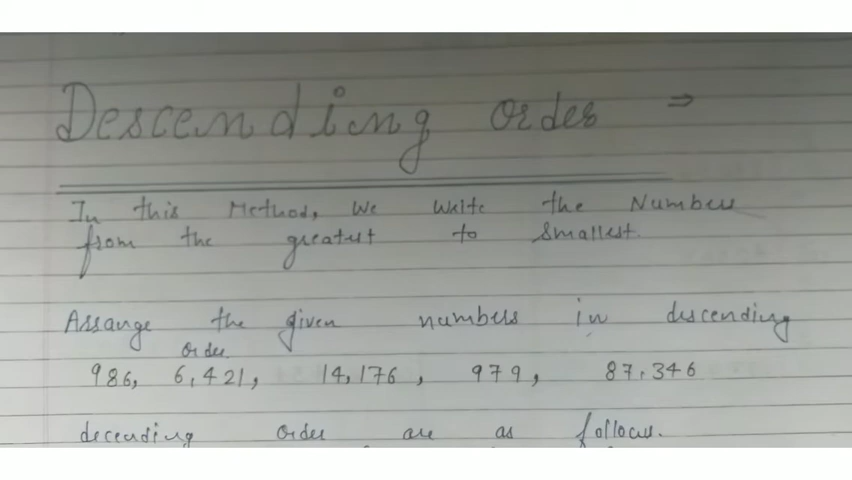 Descending order ⇒
In this Method, We write the Numbers
from the greatest to smallest.
Arrange the given numbers in descending
order
986, 6,421, 14,176, 979, 87,346
decending order are as follows.